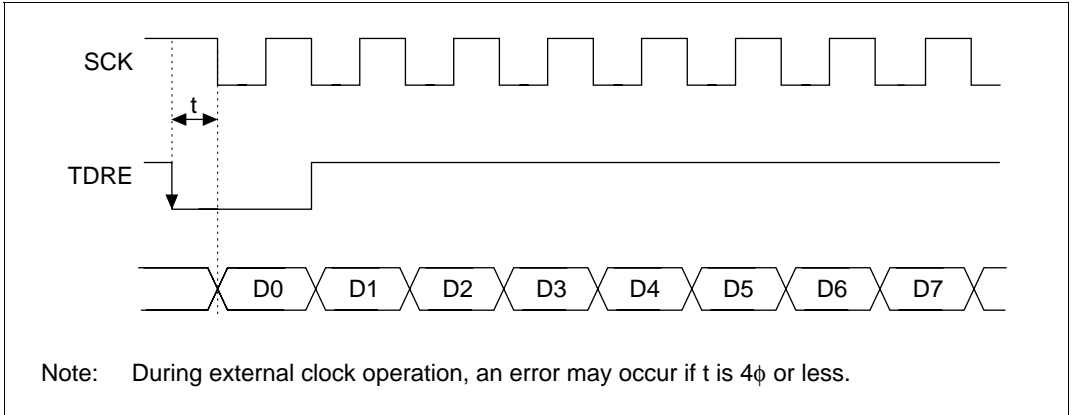 SCK
t
TDRE
D0 D1 D2 D3 D4 D5 D6 D7
Note: During external clock operation, an error may occur if t is 4ϕ or less.